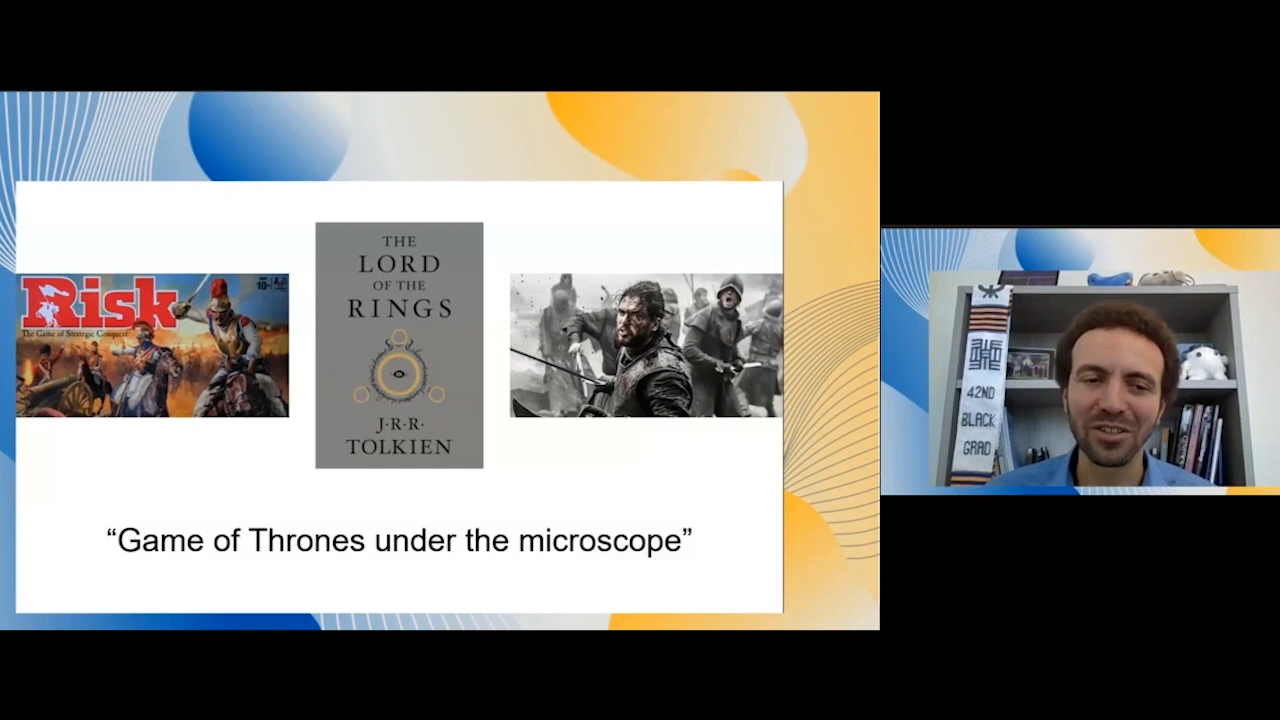 Risk
The Game of Strategic Conquest
10+
THE
LORD
OF THE
RINGS
J·R·R·
TOLKIEN
“Game of Thrones under the microscope”
42ND
BLACK
GRAD